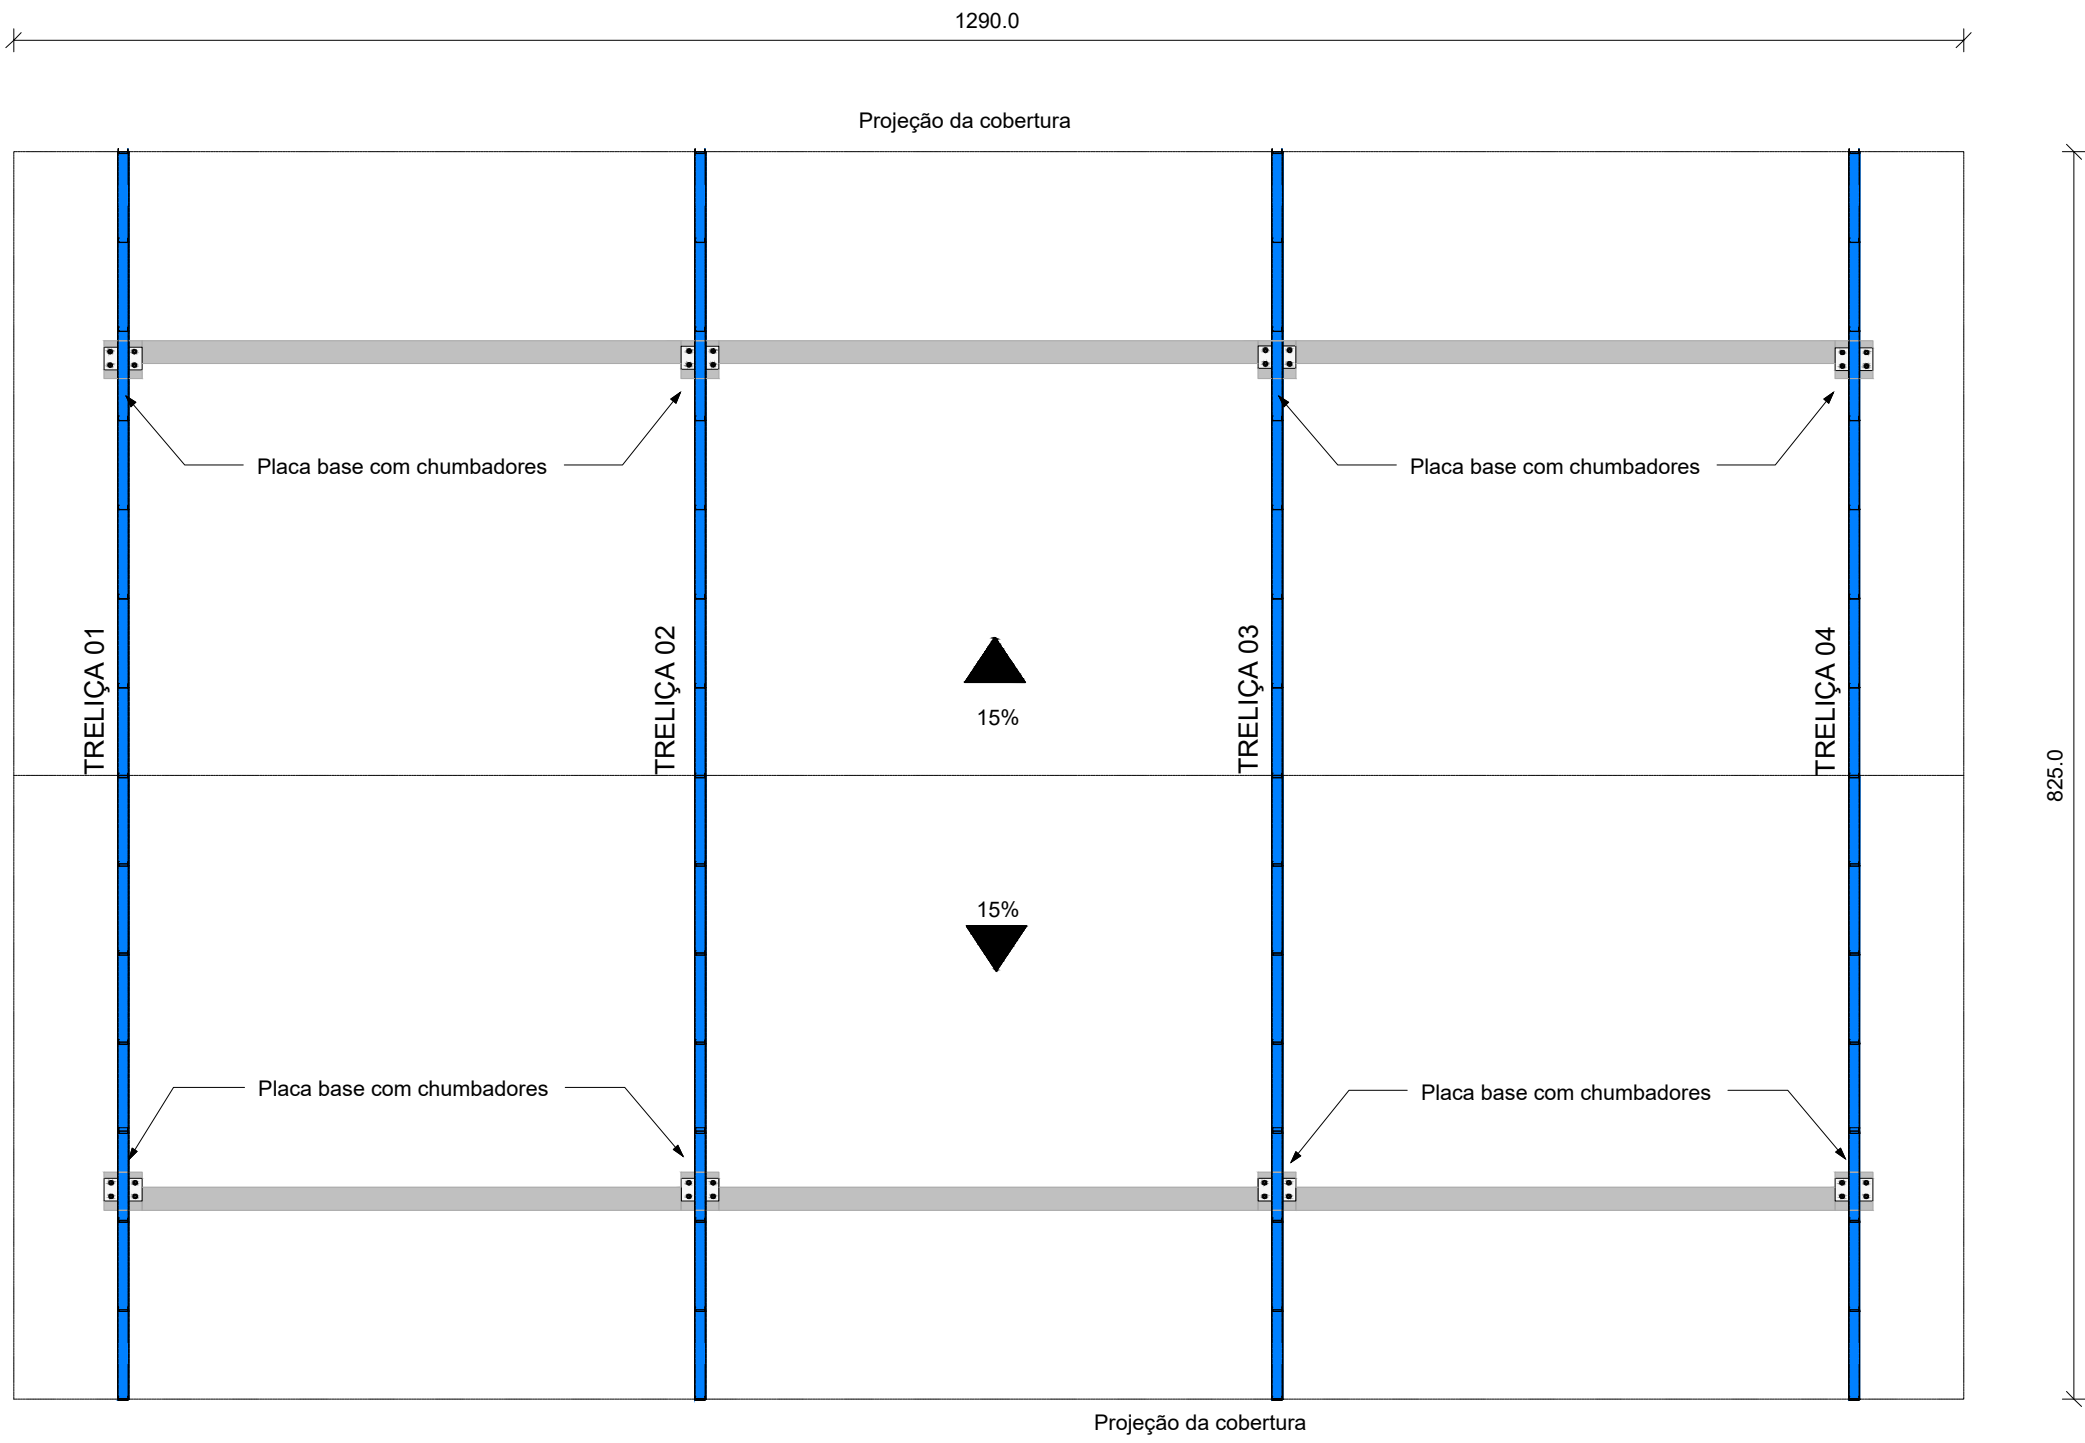 1290.0
Projeção da cobertura
Placa base com chumbadores
Placa base com chumbadores
TRELIÇA 01
TRELIÇA 02
TRELIÇA 03
TRELIÇA 04
15%
825.0
15%
Placa base com chumbadores
Placa base com chumbadores
Projeção da cobertura